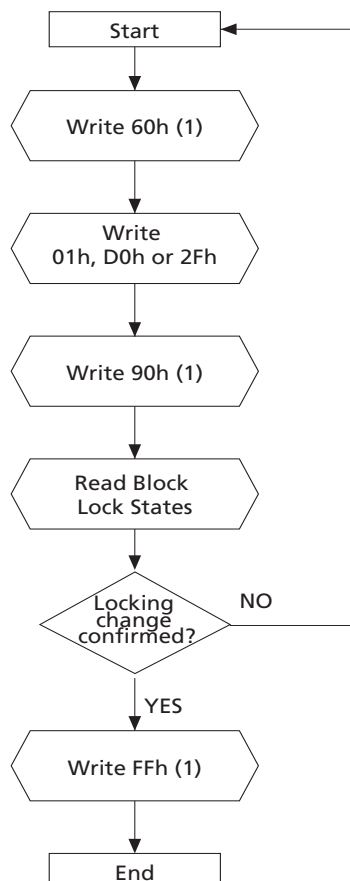 Start
Write 60h (1)
Write
01h, D0h or 2Fh
Write 90h (1)
Read Block
Lock States
Locking
change
confirmed?
NO
YES
Write FFh (1)
End